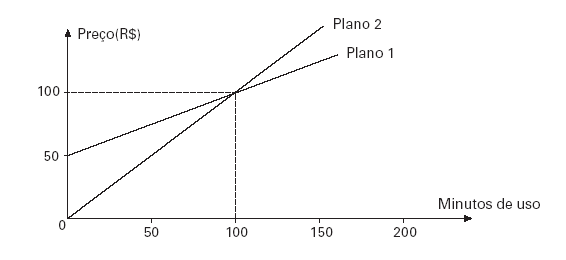 Plano 2
Preço(R$)
Plano 1
100
50
Minutos de uso
0
50 100 150 200